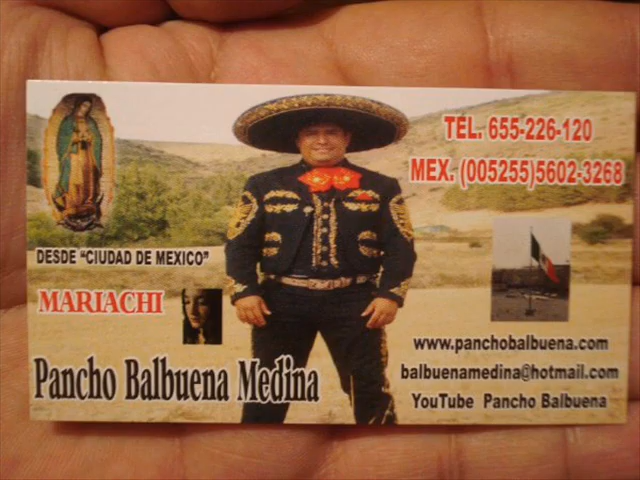 TEL. 655-226-120
MEX. (005255)5602-3268
DESDE "CIUDAD DE MEXICO"
MARIACHI
Pancho Balbuena Medina
www.panchobalbuena.com
balbuenamedina@hotmail.com
YouTube Pancho Balbuena